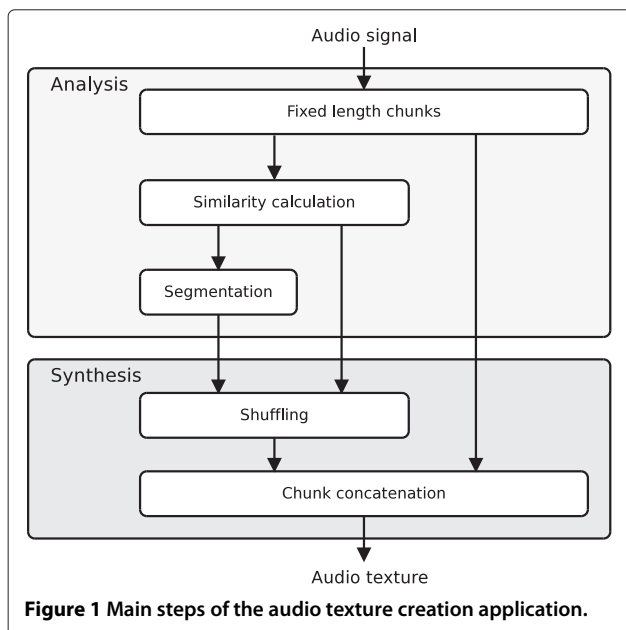 Audio signal
Analysis
Fixed length chunks
Similarity calculation
Segmentation
Synthesis
Shuffling
Chunk concatenation
Audio texture
Figure 1 Main steps of the audio texture creation application.